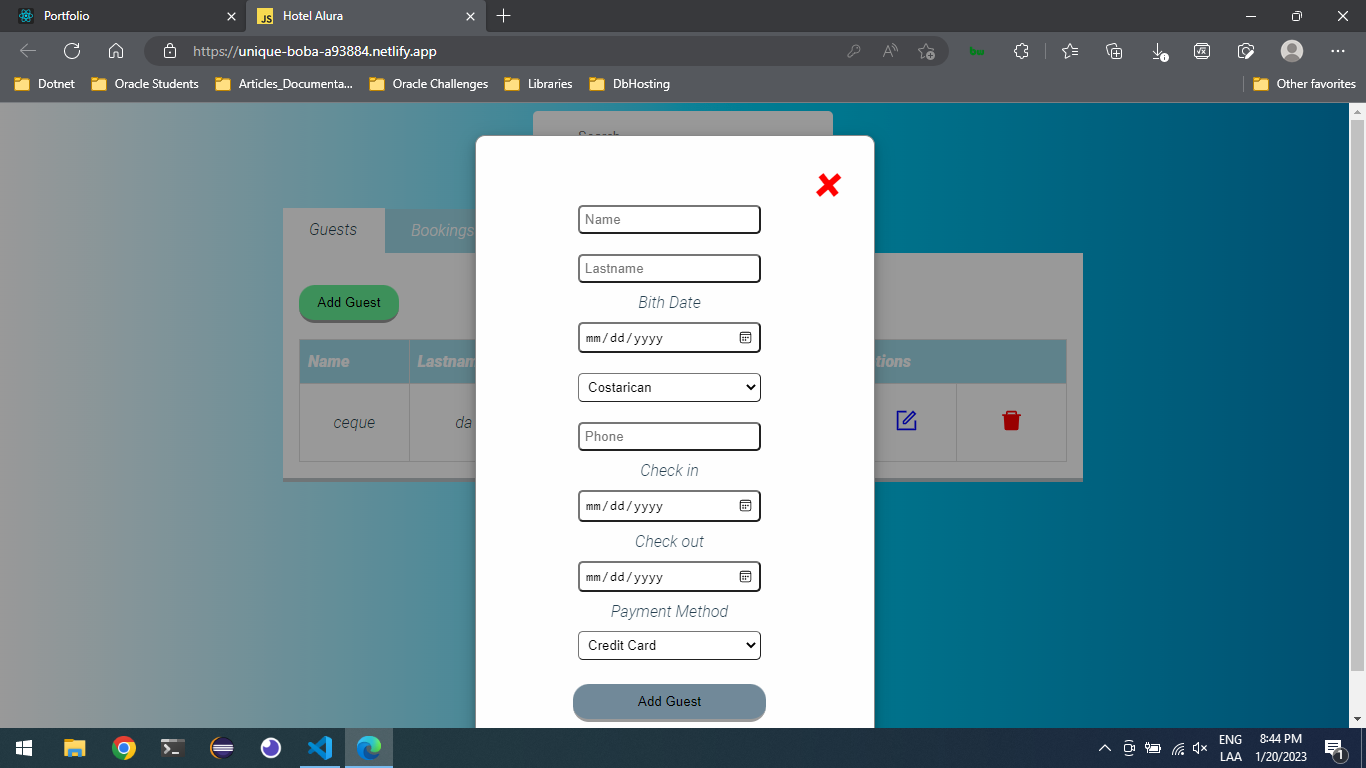 Portfolio
JS
Hotel Alura
https://unique-boba-a93884.netlify.app
Dotnet
Oracle Students
Articles_Documenta...
Oracle Challenges
Libraries
DbHosting
Other favorites
Search
Guests
Bookings
Add Guest
Name
Lastnam
tions
ceque
da
Name
Lastname
Bith Date
mm/dd/yyyy
Costarican
Phone
Check in
mm/dd/yyyy
Check out
mm/dd/yyyy
Payment Method
Credit Card
Add Guest
ENG
LAA
8:44 PM
1/20/2023
1